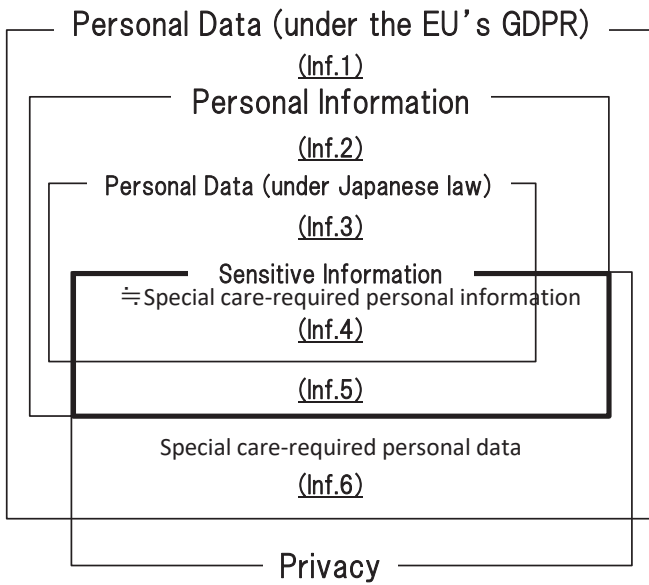 Personal Data (under the EU's GDPR)
(Inf.1)
Personal Information
(Inf.2)
Personal Data (under Japanese law)
(Inf.3)
Sensitive Information
≒Special care-required personal information
(Inf.4)
(Inf.5)
Special care-required personal data
(Inf.6)
Privacy